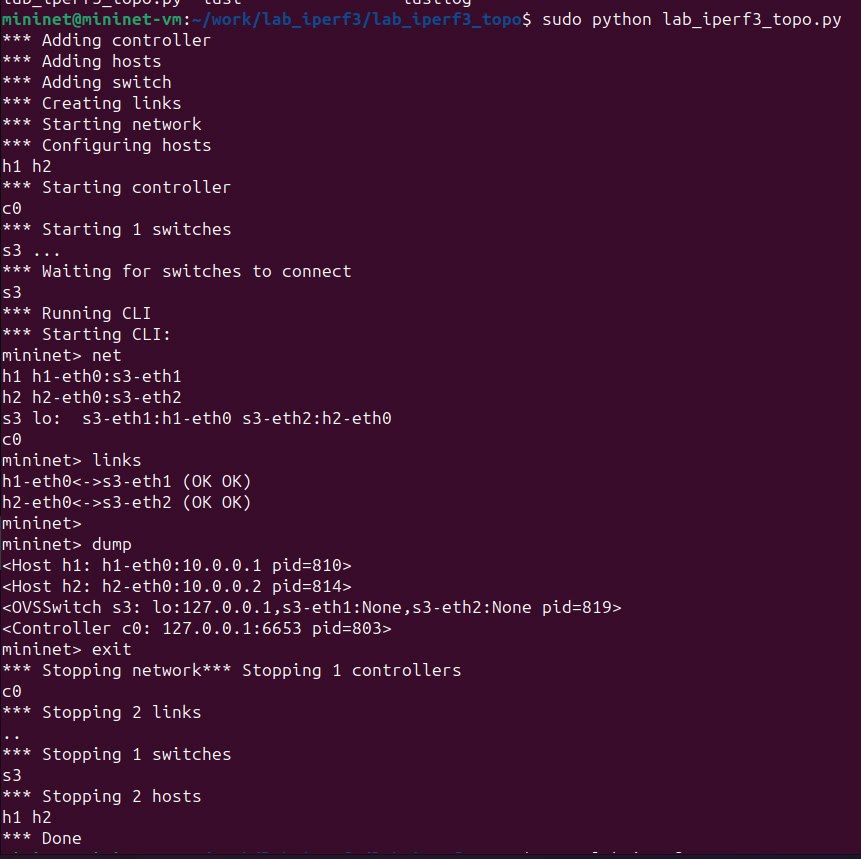 mininet@mininet-vm:~/work/lab_iperf3/lab_iperf3_topo$ sudo python lab_iperf3_topo.py
*** Adding controller
*** Adding hosts
*** Adding switch
*** Creating links
*** Starting network
*** Configuring hosts
h1 h2
*** Starting controller
c0
*** Starting 1 switches
s3 ...
*** Waiting for switches to connect
s3
*** Running CLI
*** Starting CLI:
mininet> net
h1 h1-eth0:s3-eth1
h2 h2-eth0:s3-eth2
s3 lo:  s3-eth1:h1-eth0 s3-eth2:h2-eth0
c0
mininet> links
h1-eth0<->s3-eth1 (OK OK)
h2-eth0<->s3-eth2 (OK OK)
mininet>
mininet> dump
<Host h1: h1-eth0:10.0.0.1 pid=810>
<Host h2: h2-eth0:10.0.0.2 pid=814>
<OVSSwitch s3: lo:127.0.0.1,s3-eth1:None,s3-eth2:None pid=819>
<Controller c0: 127.0.0.1:6653 pid=803>
mininet> exit
*** Stopping network*** Stopping 1 controllers
c0
*** Stopping 2 links
..
*** Stopping 1 switches
s3
*** Stopping 2 hosts
h1 h2
*** Done